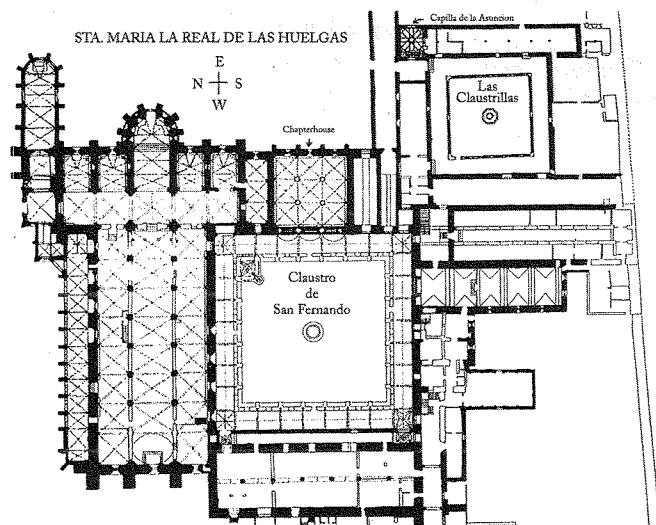 Capilla de la Asuncion
STA. MARIA LA REAL DE LAS HUELGAS
E
N S
W
Las
Claustrillas
Chapterhouse
Claustro
de
San Fernando